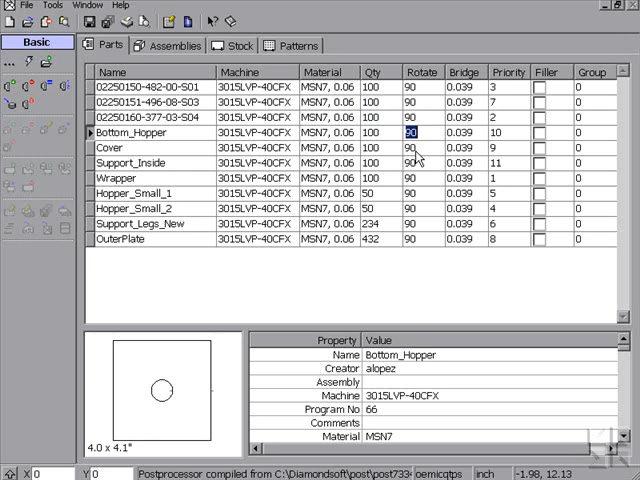 File Tools Window Help
Basic
Parts Assemblies Stock Patterns
Name Machine Material Qty Rotate Bridge Priority Filler Group
02250150-482-00-S01 3015LVP-40CFX MSN7, 0.06 100 90 0.039 3 0
02250151-496-08-S03 3015LVP-40CFX MSN7, 0.06 100 90 0.039 7 0
02250160-377-03-S04 3015LVP-40CFX MSN7, 0.06 100 90 0.039 2 0
Bottom_Hopper 3015LVP-40CFX MSN7, 0.06 100 90 0.039 10 0
Cover 3015LVP-40CFX MSN7, 0.06 100 90 0.039 9 0
Support_Inside 3015LVP-40CFX MSN7, 0.06 100 90 0.039 11 0
Wrapper 3015LVP-40CFX MSN7, 0.06 100 90 0.039 1 0
Hopper_Small_1 3015LVP-40CFX MSN7, 0.06 50 90 0.039 5 0
Hopper_Small_2 3015LVP-40CFX MSN7, 0.06 50 90 0.039 4 0
Support_Legs_New 3015LVP-40CFX MSN7, 0.06 234 90 0.039 6 0
OuterPlate 3015LVP-40CFX MSN7, 0.06 432 90 0.039 8 0
4.0 x 4.1"
Property Value
Name Bottom_Hopper
Creator alopez
Assembly
Machine 3015LVP-40CFX
Program No 66
Comments
Material MSN7
X 0 Y 0 Postprocessor compiled from C:\Diamondsoft\post\post7334 oemicqtps inch -1.98, 12.13